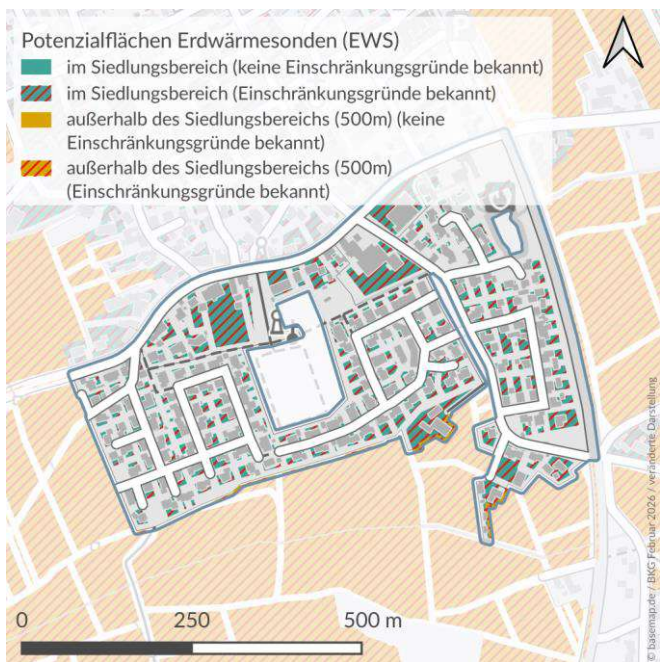 Potenzialflächen Erdwärmesonden (EWS)
im Siedlungsbereich (keine Einschränkungsgründe bekannt)
im Siedlungsbereich (Einschränkungsgründe bekannt)
außerhalb des Siedlungsbereichs (500m) (keine
Einschränkungsgründe bekannt)
außerhalb des Siedlungsbereichs (500m)
(Einschränkungsgründe bekannt)
0
250
500 m
© basemap.de / BKG Februar 2026 / veränderte Darstellung